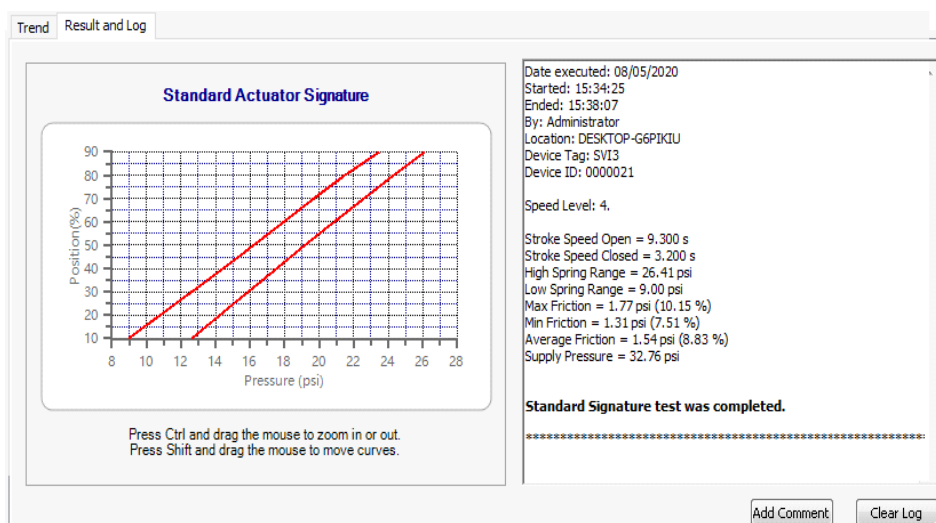 Trend
Result and Log
Standard Actuator Signature
90
80
70
60
50
40
30
20
10
Position(%)
8 10 12 14 16 18 20 22 24 26 28
Pressure (psi)
Press Ctrl and drag the mouse to zoom in or out.
Press Shift and drag the mouse to move curves.
Date executed: 08/05/2020
Started: 15:34:25
Ended: 15:38:07
By: Administrator
Location: DESKTOP-G6PIKIU
Device Tag: SVI3
Device ID: 0000021
Speed Level: 4.
Stroke Speed Open = 9.300 s
Stroke Speed Closed = 3.200 s
High Spring Range = 26.41 psi
Low Spring Range = 9.00 psi
Max Friction = 1.77 psi (10.15 %)
Min Friction = 1.31 psi (7.51 %)
Average Friction = 1.54 psi (8.83 %)
Supply Pressure = 32.76 psi
Standard Signature test was completed.
************************************************************
Add Comment
Clear Log